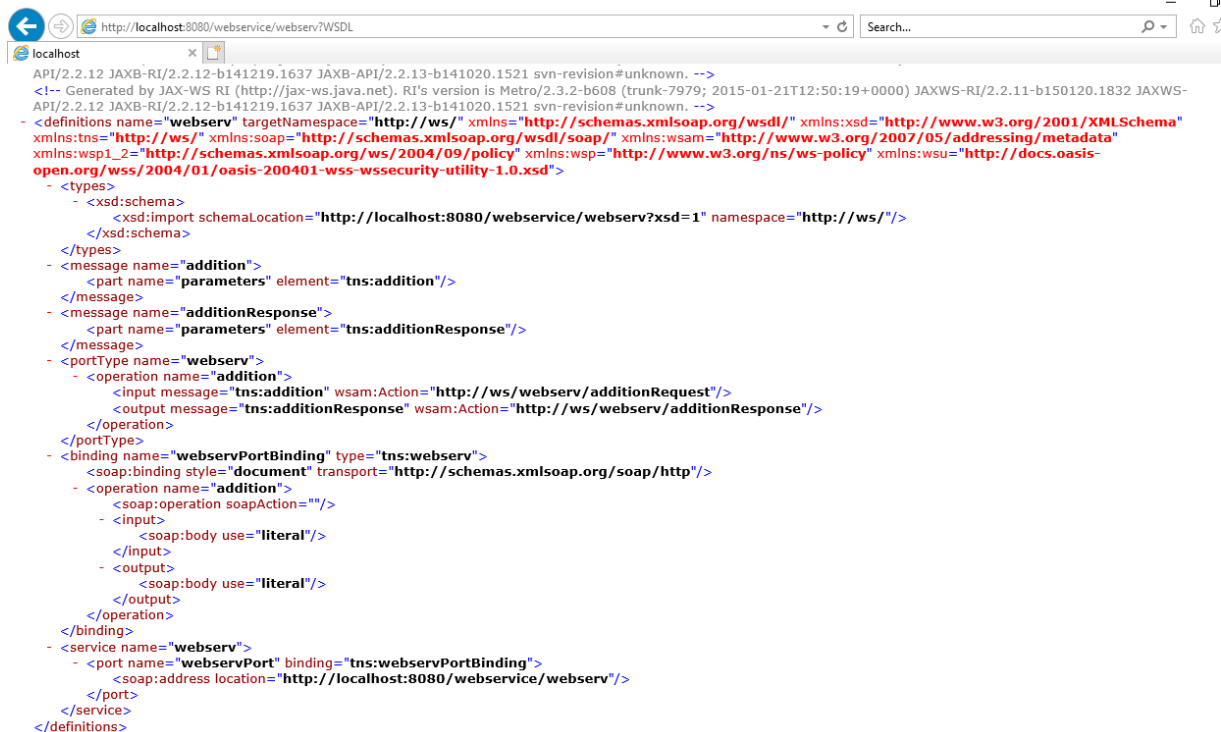 http://localhost:8080/webservice/webserv?WSDL
Search...
localhost
API/2.2.12 JAXB-RI/2.2.12-b141219.1637 JAXB-API/2.2.13-b141020.1521 svn-revision#unknown. -->
<!-- Generated by JAX-WS RI (http://jax-ws.java.net). RI's version is Metro/2.3.2-b608 (trunk-7979; 2015-01-21T12:50:19+0000) JAXWS-RI/2.2.11-b150120.1832 JAXWS-
API/2.2.12 JAXB-RI/2.2.12-b141219.1637 JAXB-API/2.2.13-b141020.1521 svn-revision#unknown. -->
- <definitions name="webserv" targetNamespace="http://ws/" xmlns="http://schemas.xmlsoap.org/wsdl/" xmlns:xsd="http://www.w3.org/2001/XMLSchema"
xmlns:tns="http://ws/" xmlns:soap="http://schemas.xmlsoap.org/wsdl/soap/" xmlns:wsam="http://www.w3.org/2007/05/addressing/metadata"
xmlns:wsp1_2="http://schemas.xmlsoap.org/ws/2004/09/policy" xmlns:wsp="http://www.w3.org/ns/ws-policy" xmlns:wsu="http://docs.oasis-
open.org/wss/2004/01/oasis-200401-wss-wssecurity-utility-1.0.xsd">
- <types>
- <xsd:schema>
<xsd:import schemaLocation="http://localhost:8080/webservice/webserv?xsd=1" namespace="http://ws/"/>
</xsd:schema>
</types>
- <message name="addition">
<part name="parameters" element="tns:addition"/>
</message>
- <message name="additionResponse">
<part name="parameters" element="tns:additionResponse"/>
</message>
- <portType name="webserv">
- <operation name="addition">
<input message="tns:addition" wsam:Action="http://ws/webserv/additionRequest"/>
<output message="tns:additionResponse" wsam:Action="http://ws/webserv/additionResponse"/>
</operation>
</portType>
- <binding name="webservPortBinding" type="tns:webserv">
<soap:binding style="document" transport="http://schemas.xmlsoap.org/soap/http"/>
- <operation name="addition">
<soap:operation soapAction=""/>
- <input>
<soap:body use="literal"/>
</input>
- <output>
<soap:body use="literal"/>
</output>
</operation>
</binding>
- <service name="webserv">
- <port name="webservPort" binding="tns:webservPortBinding">
<soap:address location="http://localhost:8080/webservice/webserv"/>
</port>
</service>
</definitions>